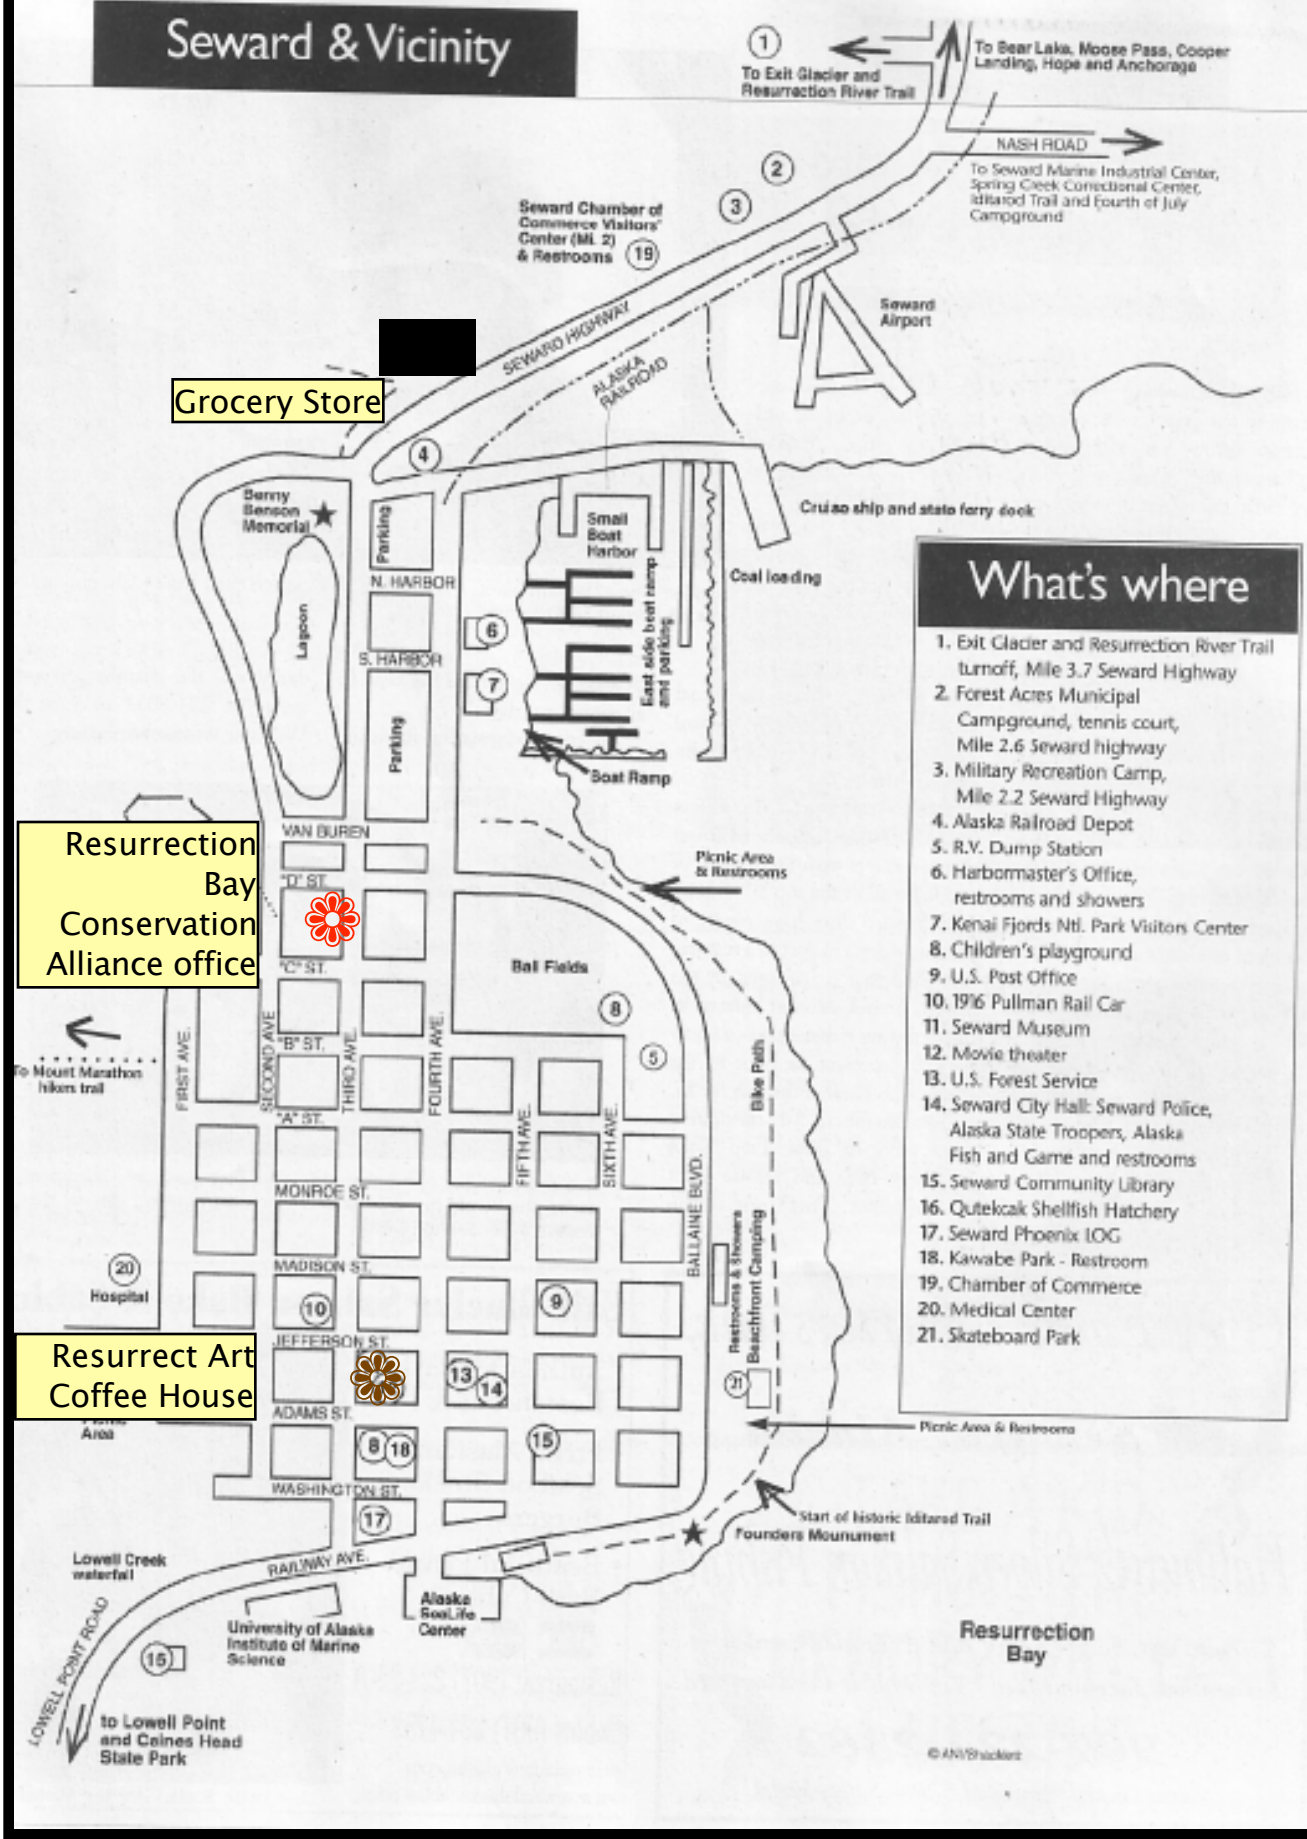 Seward & Vicinity
1
To Exit Glacier and
Resurrection River Trail
To Bear Lake, Moose Pass, Cooper
Landing, Hope and Anchorage
NASH ROAD
To Seward Marine Industrial Center,
Spring Creek Correctional Center,
Iditarod Trail and Fourth of July
Campground
2
3
Seward Chamber of
Commerce Visitors'
Center (Mi. 2)
& Restrooms
19
SEWARD HIGHWAY
ALASKA
RAILROAD
Seward
Airport
Grocery Store
4
Benny
Benson
Memorial
Parking
Small
Boat
Harbor
Cruise ship and state ferry dock
Coal loading
N. HARBOR
Lagoon
6
S. HARBOR
7
East side boat ramp
and parking
Parking
Boat Ramp
VAN BUREN
Picnic Area
& Restrooms
"D" ST.
Resurrection
Bay
Conservation
Alliance office
"C" ST.
Ball Fields
8
5
"B" ST.
To Mount Marathon
hikers trail
FIRST AVE.
SECOND AVE
THIRD AVE.
FOURTH AVE.
FIFTH AVE.
SIXTH AVE.
BALLAINE BLVD.
Bike Path
"A" ST.
MONROE ST.
MADISON ST.
20
Hospital
10
9
Restrooms & Showers
Beachfront Camping
JEFFERSON ST.
Resurrect Art
Coffee House
13
14
21
ADAMS ST.
Picnic
Area
8
18
15
Picnic Area & Restrooms
WASHINGTON ST.
17
Start of historic Iditarod Trail
Founders Mounument
RAILWAY AVE.
Lowell Creek
waterfall
LOWELL POINT ROAD
University of Alaska
Institute of Marine
Science
Alaska
SeaLife
Center
16
to Lowell Point
and Caines Head
State Park
Resurrection
Bay
What's where
1. Exit Glacier and Resurrection River Trail
turnoff, Mile 3.7 Seward Highway
2. Forest Acres Municipal
Campground, tennis court,
Mile 2.6 Seward highway
3. Military Recreation Camp,
Mile 2.2 Seward Highway
4. Alaska Railroad Depot
5. R.V. Dump Station
6. Harbormaster's Office,
restrooms and showers
7. Kenai Fjords Ntl. Park Visitors Center
8. Children's playground
9. U.S. Post Office
10. 1916 Pullman Rail Car
11. Seward Museum
12. Movie theater
13. U.S. Forest Service
14. Seward City Hall: Seward Police,
Alaska State Troopers, Alaska
Fish and Game and restrooms
15. Seward Community Library
16. Qutekcak Shellfish Hatchery
17. Seward Phoenix LOG
18. Kawabe Park - Restroom
19. Chamber of Commerce
20. Medical Center
21. Skateboard Park